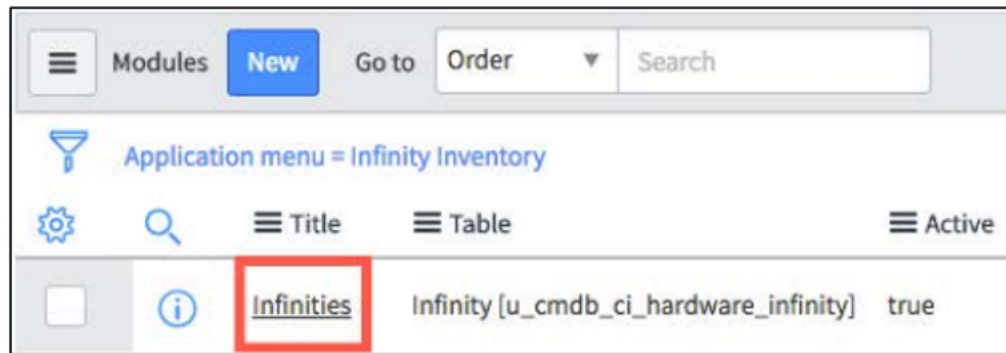 Modules New Go to Order Search
Application menu = Infinity Inventory
Title Table Active
Infinities Infinity [u_cmdb_ci_hardware_infinity] true